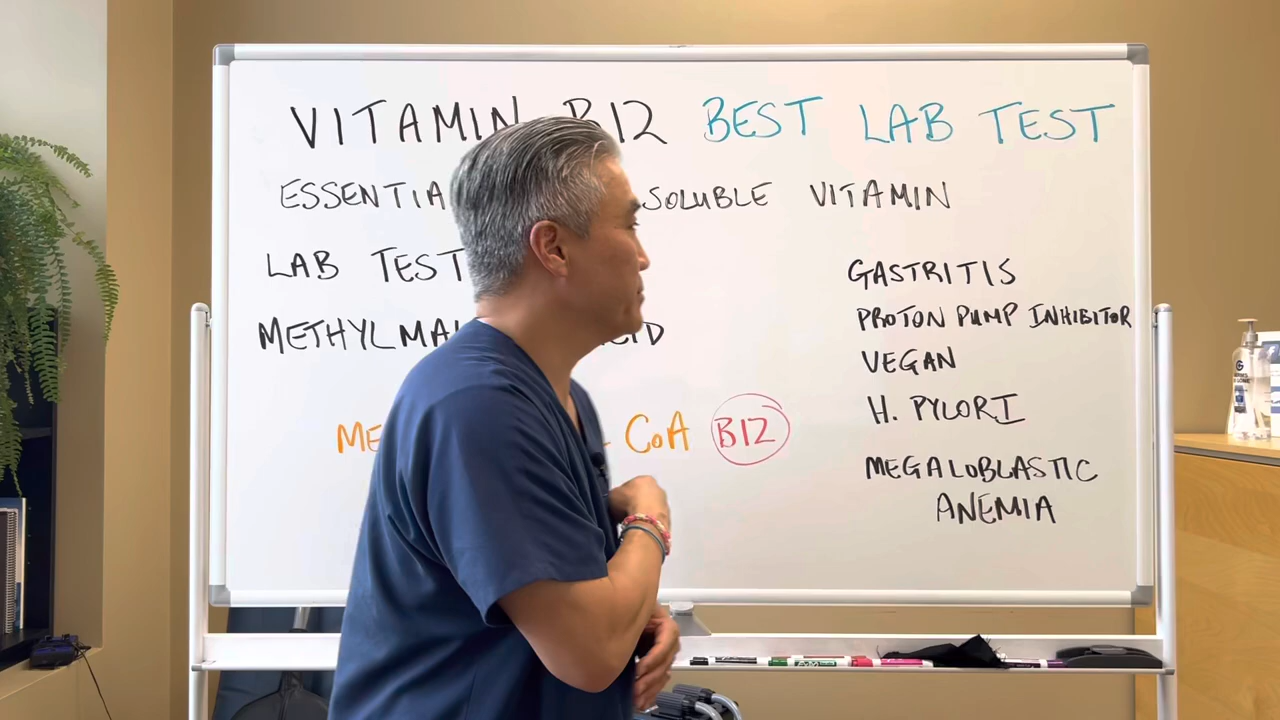 VITAMIN B12 BEST LAB TEST
ESSENTIA SOLUBLE VITAMIN
LAB TEST
METHYLMA CID
ME CoA B12
GASTRITIS
PROTON PUMP INHIBITOR
VEGAN
H. PYLORI
MEGALOBLASTIC
ANEMIA